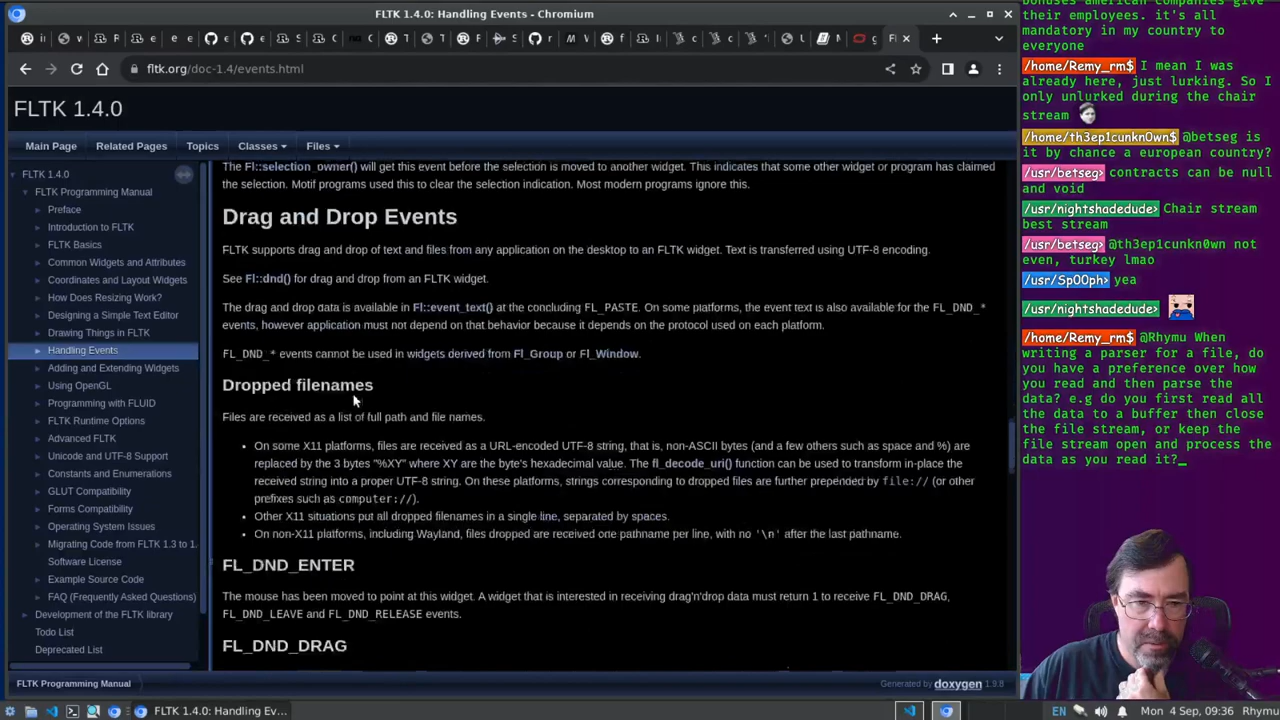 FLTK 1.4.0: Handling Events - Chromium
fltk.org/doc-1.4/events.html
FLTK 1.4.0
Main Page
Related Pages
Topics
Classes
Files
FLTK 1.4.0
FLTK Programming Manual
Preface
Introduction to FLTK
FLTK Basics
Common Widgets and Attributes
Coordinates and Layout Widgets
How Does Resizing Work?
Designing a Simple Text Editor
Drawing Things in FLTK
Handling Events
Adding and Extending Widgets
Using OpenGL
Programming with FLUID
FLTK Runtime Options
Advanced FLTK
Unicode and UTF-8 Support
Constants and Enumerations
GLUT Compatibility
Forms Compatibility
Operating System Issues
Migrating Code from FLTK 1.3 to 1.
Software License
Example Source Code
FAQ (Frequently Asked Questions)
Development of the FLTK library
Todo List
Deprecated List
The Fl::selection_owner() will get this event before the selection is moved to another widget. This indicates that some other widget or program has claimed
the selection. Motif programs used this to clear the selection indication. Most modern programs ignore this.
Drag and Drop Events
FLTK supports drag and drop of text and files from any application on the desktop to an FLTK widget. Text is transferred using UTF-8 encoding.
See Fl::dnd() for drag and drop from an FLTK widget.
The drag and drop data is available in Fl::event_text() at the concluding FL_PASTE. On some platforms, the event text is also available for the FL_DND_*
events, however application must not depend on that behavior because it depends on the protocol used on each platform.
FL_DND_* events cannot be used in widgets derived from Fl_Group or Fl_Window.
Dropped filenames
Files are received as a list of full path and file names.
• On some X11 platforms, files are received as a URL-encoded UTF-8 string, that is, non-ASCII bytes (and a few others such as space and %) are
replaced by the 3 bytes "%XY" where XY are the byte's hexadecimal value. The fl_decode_uri() function can be used to transform in-place the
received string into a proper UTF-8 string. On these platforms, strings corresponding to dropped files are further prepended by file:// (or other
prefixes such as computer://).
• Other X11 situations put all dropped filenames in a single line, separated by spaces.
• On non-X11 platforms, including Wayland, files dropped are received one pathname per line, with no '\n' after the last pathname.
FL_DND_ENTER
The mouse has been moved to point at this widget. A widget that is interested in receiving drag'n'drop data must return 1 to receive FL_DND_DRAG,
FL_DND_LEAVE and FL_DND_RELEASE events.
FL_DND_DRAG
FLTK Programming Manual
Generated by doxygen 1.9.8
bonuses american companies give
their employees. it's all
mandatory in my country to
everyone
/home/Remy_rm$ I mean I was
already here, just lurking. So I
only unlurked during the chair
stream
/home/th3ep1cunkn0wn$ @betseg is
it by chance a european country?
/usr/betseg> contracts can be null
and void
/usr/nightshadedude> Chair stream
best stream
/usr/betseg> @th3ep1cunkn0wn not
even, turkey lmao
/usr/Sp00ph> yea
/usr/nightshadedude>
/home/Remy_rm$ @Rhymu When
writing a parser for a file, do
you have a preference over how
you read and then parse the
data? e.g do you first read all
the data to a buffer then close
the file stream, or keep the
file stream open and process the
data as you read it?_
FLTK 1.4.0: Handling Ev...
EN
Mon 4 Sep, 09:36
Rhymu